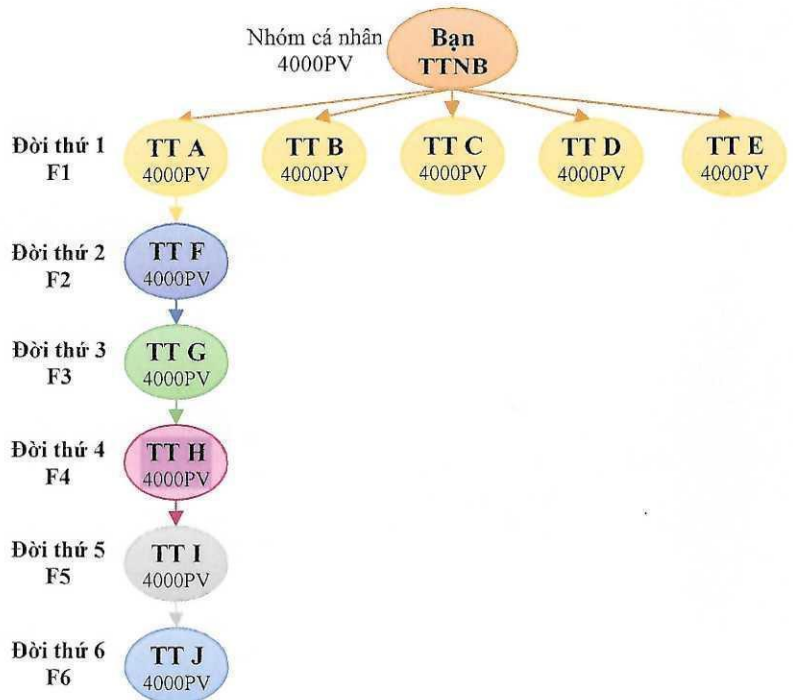 Nhóm cá nhân
4000PV
Bạn
TTNB
Đời thứ 1
F1
TT A
4000PV
TT B
4000PV
TT C
4000PV
TT D
4000PV
TT E
4000PV
Đời thứ 2
F2
TT F
4000PV
Đời thứ 3
F3
TT G
4000PV
Đời thứ 4
F4
TT H
4000PV
Đời thứ 5
F5
TT I
4000PV
Đời thứ 6
F6
TT J
4000PV